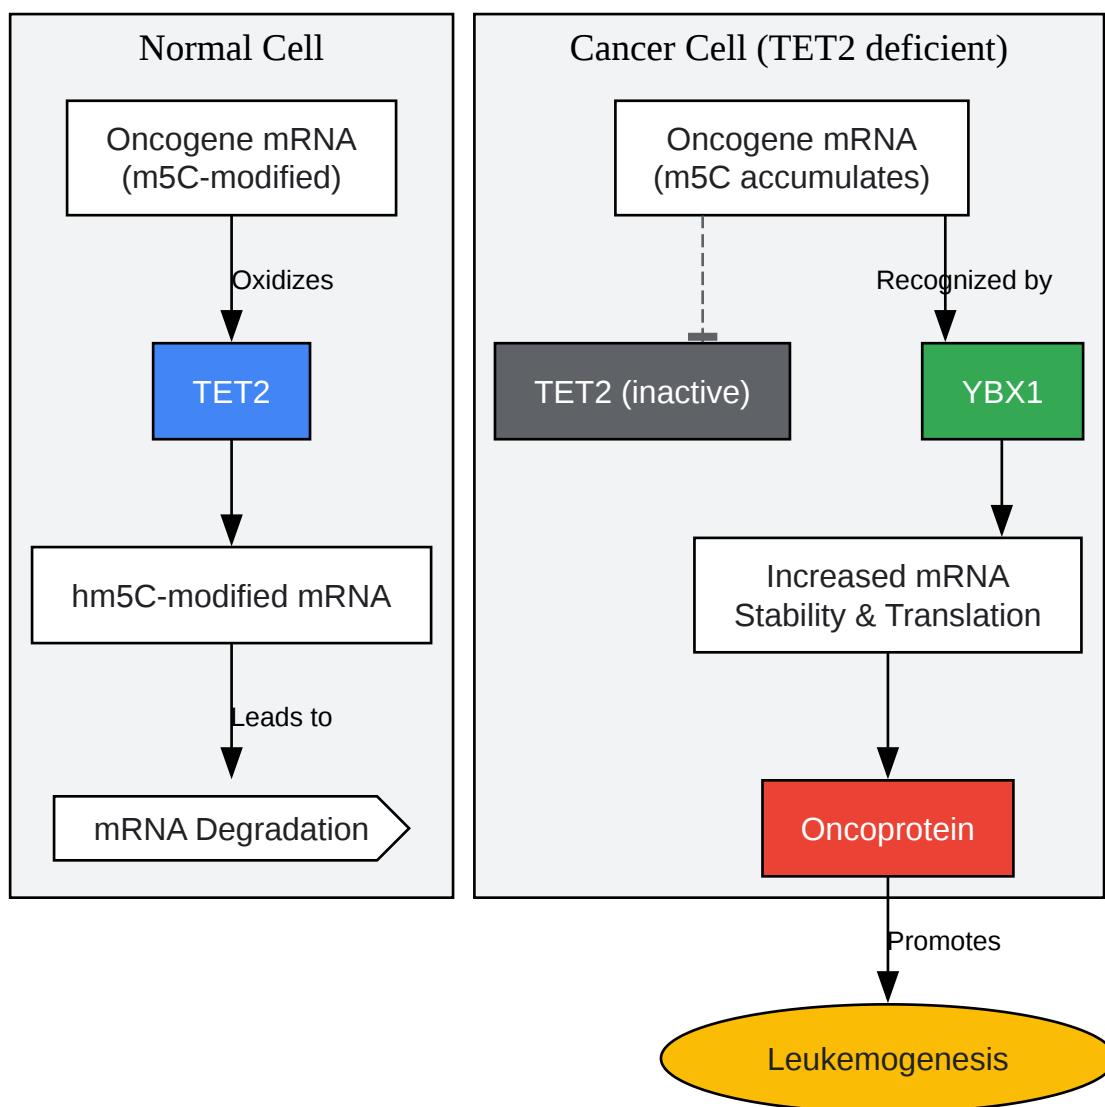 Normal Cell
Oncogene mRNA
(m5C-modified)
Oxidizes
TET2
hm5C-modified mRNA
Leads to
mRNA Degradation
Cancer Cell (TET2 deficient)
Oncogene mRNA
(m5C accumulates)
Recognized by
TET2 (inactive)
YBX1
Increased mRNA
Stability & Translation
Oncoprotein
Promotes
Leukemogenesis